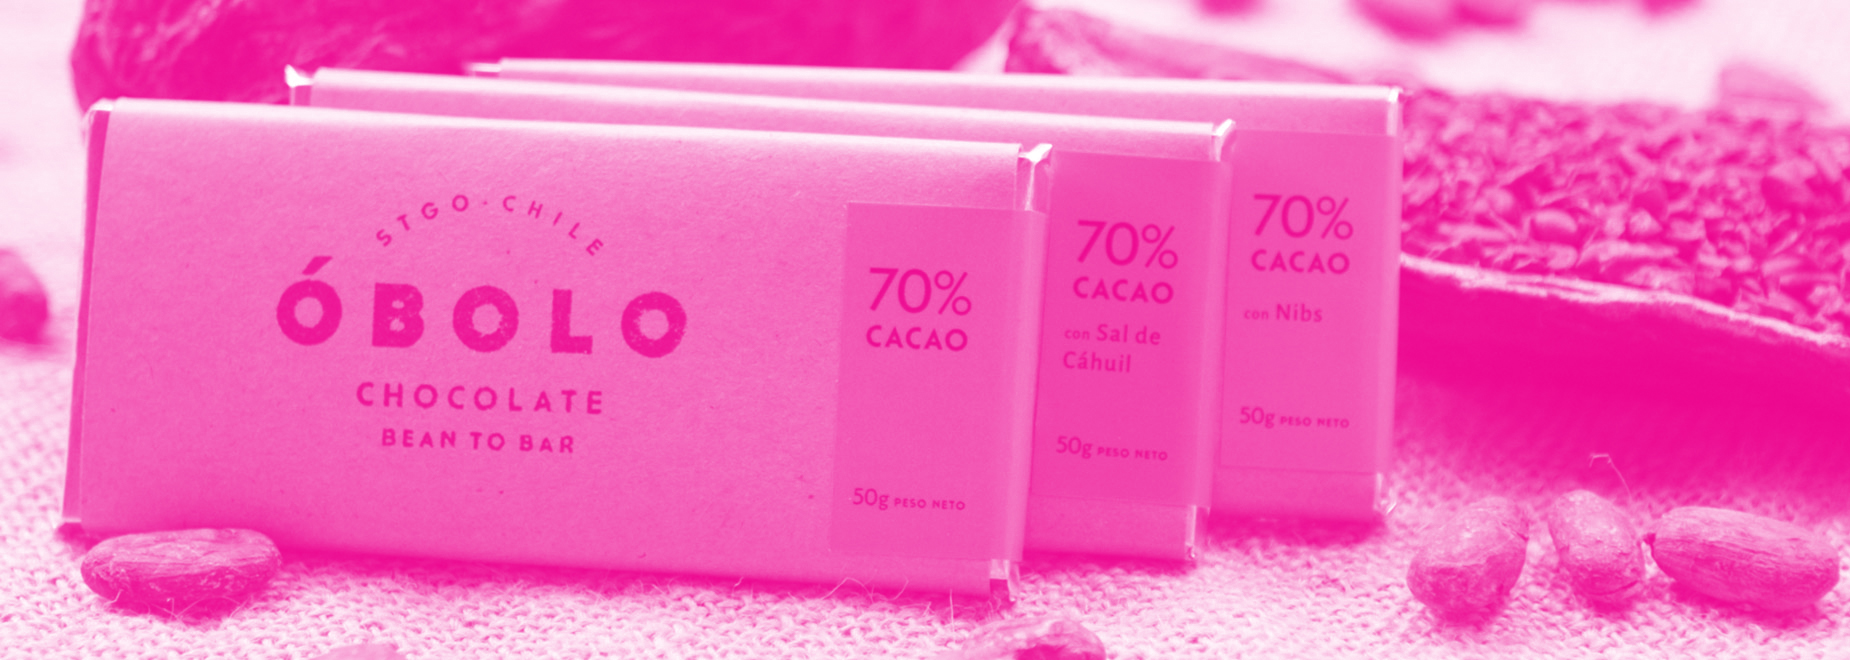 STGO·CHILE
ÓBOLO
CHOCOLATE
BEAN TO BAR
70%
CACAO
50g PESO NETO
70%
CACAO
con Sal de
Cáhuil
50g PESO NETO
70%
CACAO
con Nibs
50g PESO NETO